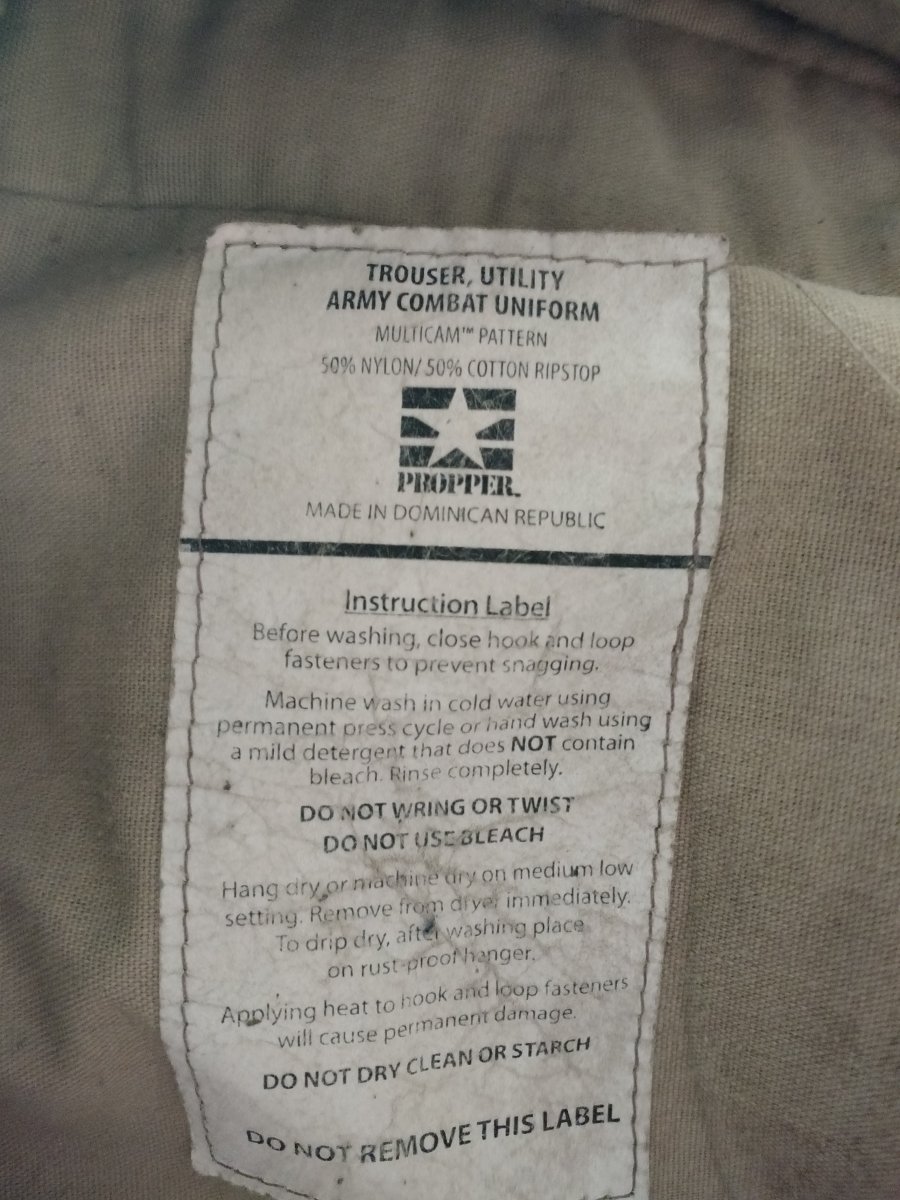 TROUSER, UTILITY
ARMY COMBAT UNIFORM
MULTICAM™ PATTERN
50% NYLON/ 50% COTTON RIPSTOP
PROPPER™
MADE IN DOMINICAN REPUBLIC
Instruction Label
Before washing, close hook and loop
fasteners to prevent snagging.
Machine wash in cold water using
permanent press cycle or hand wash using
a mild detergent that does NOT contain
bleach. Rinse completely.
DO NOT WRING OR TWIST
DO NOT USE BLEACH
Hang dry or machine dry on medium low
setting. Remove from dryer immediately.
To drip dry, after washing place
on rust-proof hanger.
Applying heat to hook and loop fasteners
will cause permanent damage.
DO NOT DRY CLEAN OR STARCH
DO NOT REMOVE THIS LABEL